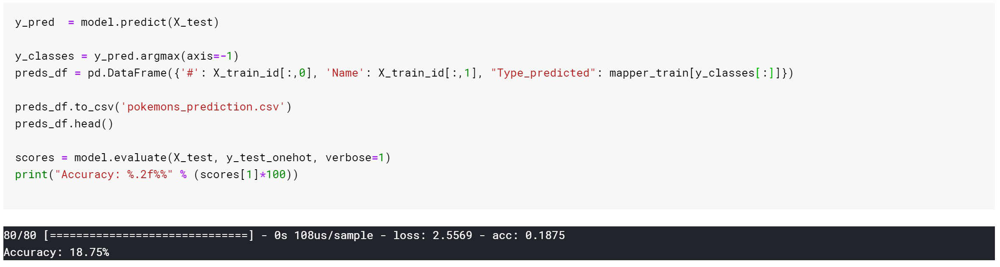 y_pred  = model.predict(X_test)
y_classes = y_pred.argmax(axis=-1)
preds_df = pd.DataFrame({'#': X_train_id[:,0], 'Name': X_train_id[:,1], "Type_predicted": mapper_train[y_classes[:]]})
preds_df.to_csv('pokemons_prediction.csv')
preds_df.head()
scores = model.evaluate(X_test, y_test_onehot, verbose=1)
print("Accuracy: %.2f%%" % (scores[1]*100))
80/80 [==============================] - 0s 108us/sample - loss: 2.5569 - acc: 0.1875
Accuracy: 18.75%